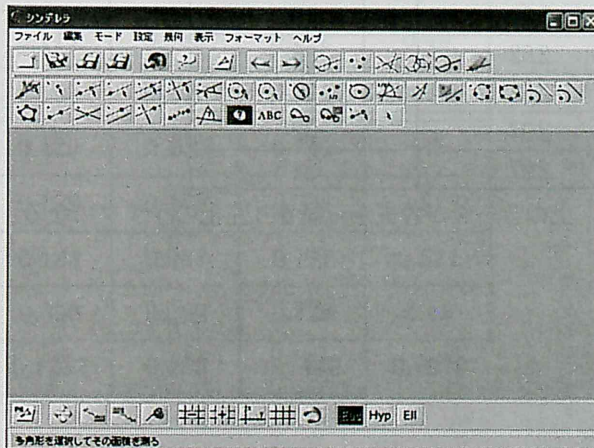 シンデレラ
ファイル 編集 モード 設定 幾何 表示 フォーマット ヘルプ
ABC
Euc Hyp Ell
多角形を選択してその面積を測る